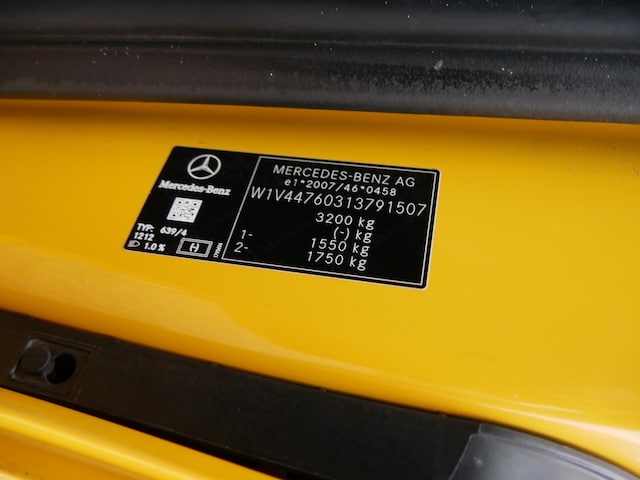 Mercedes-Benz
TYP: 639/4
1212
1.0 %
MERCEDES-BENZ AG
e1*2007/46*0458
W1V44760313791507
3200 kg
(-) kg
1- 1550 kg
2- 1750 kg